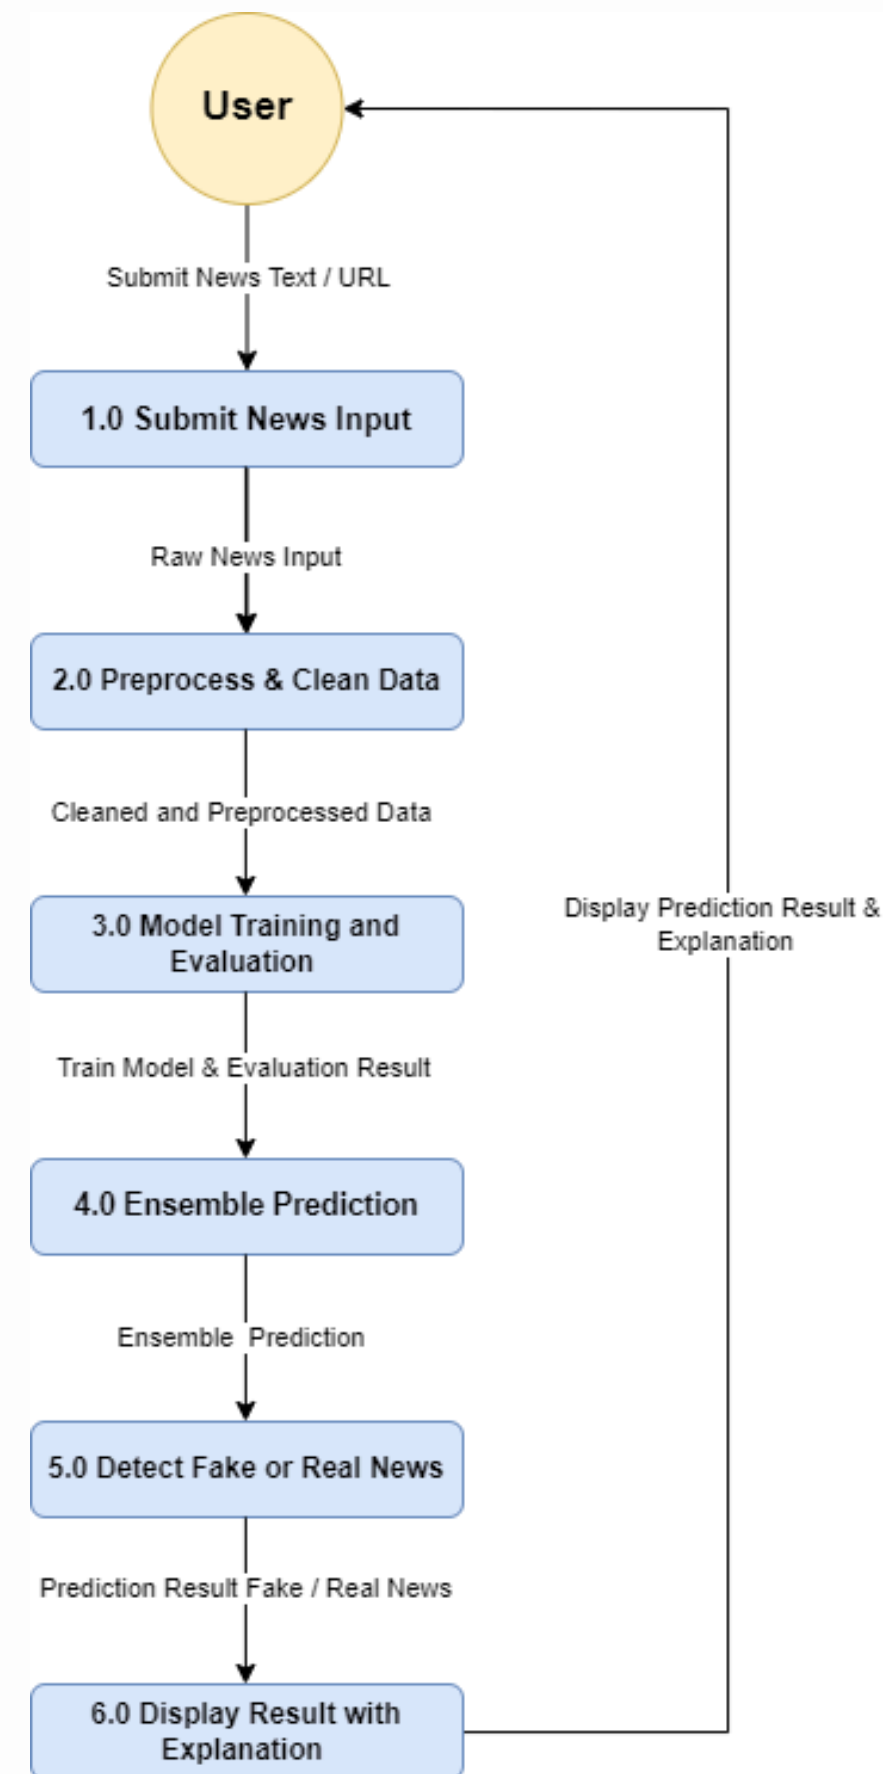 User
Submit News Text / URL
1.0 Submit News Input
Raw News Input
2.0 Preprocess & Clean Data
Cleaned and Preprocessed Data
3.0 Model Training and
Evaluation
Display Prediction Result &
Explanation
Train Model & Evaluation Result
4.0 Ensemble Prediction
Ensemble  Prediction
5.0 Detect Fake or Real News
Prediction Result Fake / Real News
6.0 Display Result with
Explanation